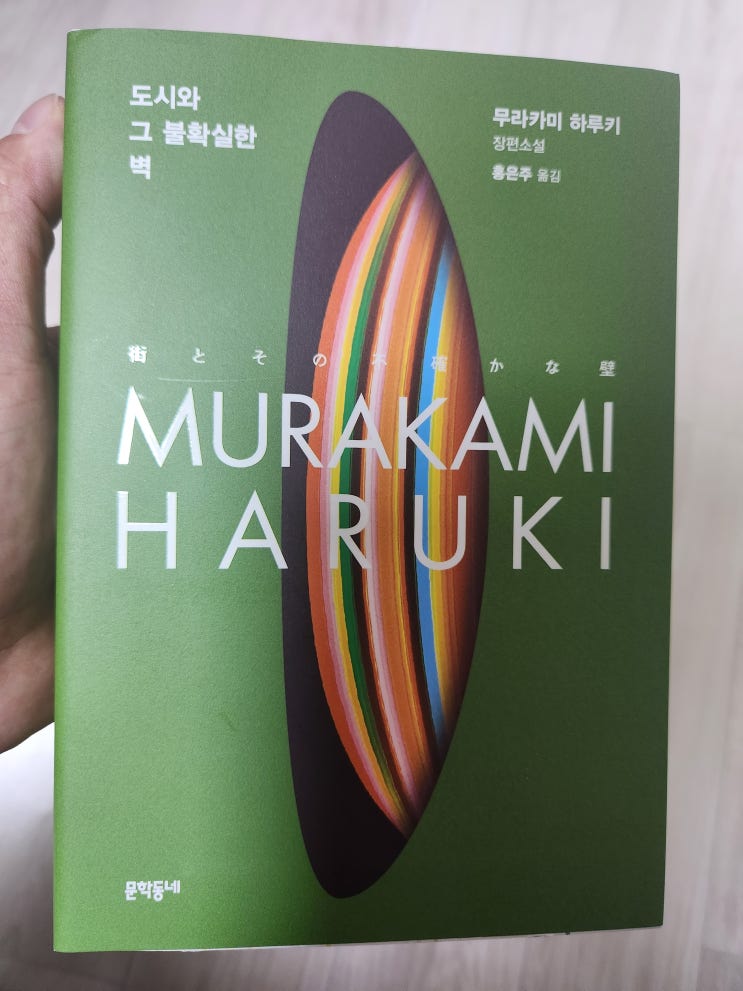 도시와
그 불확실한
벽
무라카미 하루키
장편소설
홍은주 옮김
街とその不確かな壁
MURAKAMI
HARUKI
문학동네